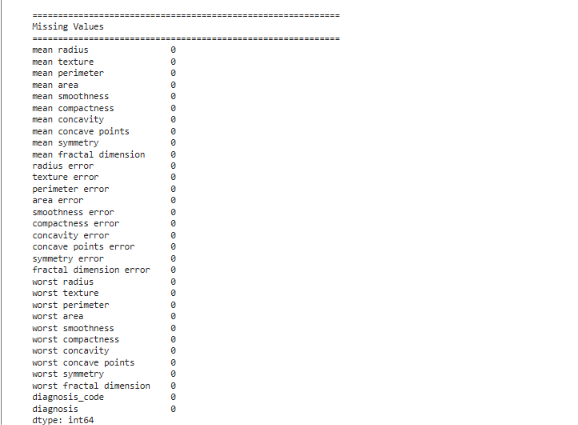 ============================================================
Missing Values
============================================================
mean radius                0
mean texture               0
mean perimeter             0
mean area                  0
mean smoothness            0
mean compactness           0
mean concavity             0
mean concave points        0
mean symmetry              0
mean fractal dimension     0
radius error               0
texture error              0
perimeter error            0
area error                 0
smoothness error           0
compactness error          0
concavity error            0
concave points error       0
symmetry error             0
fractal dimension error    0
worst radius               0
worst texture              0
worst perimeter            0
worst area                 0
worst smoothness           0
worst compactness          0
worst concavity            0
worst concave points       0
worst symmetry             0
worst fractal dimension    0
diagnosis_code             0
diagnosis                  0
dtype: int64